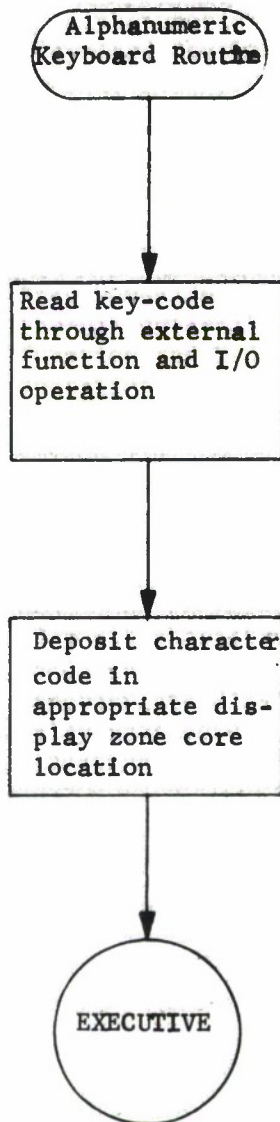 Alphanumeric
Keyboard Routine
Read key-code
through external
function and I/O
operation
Deposit character
code in
appropriate dis-
play zone core
location
EXECUTIVE